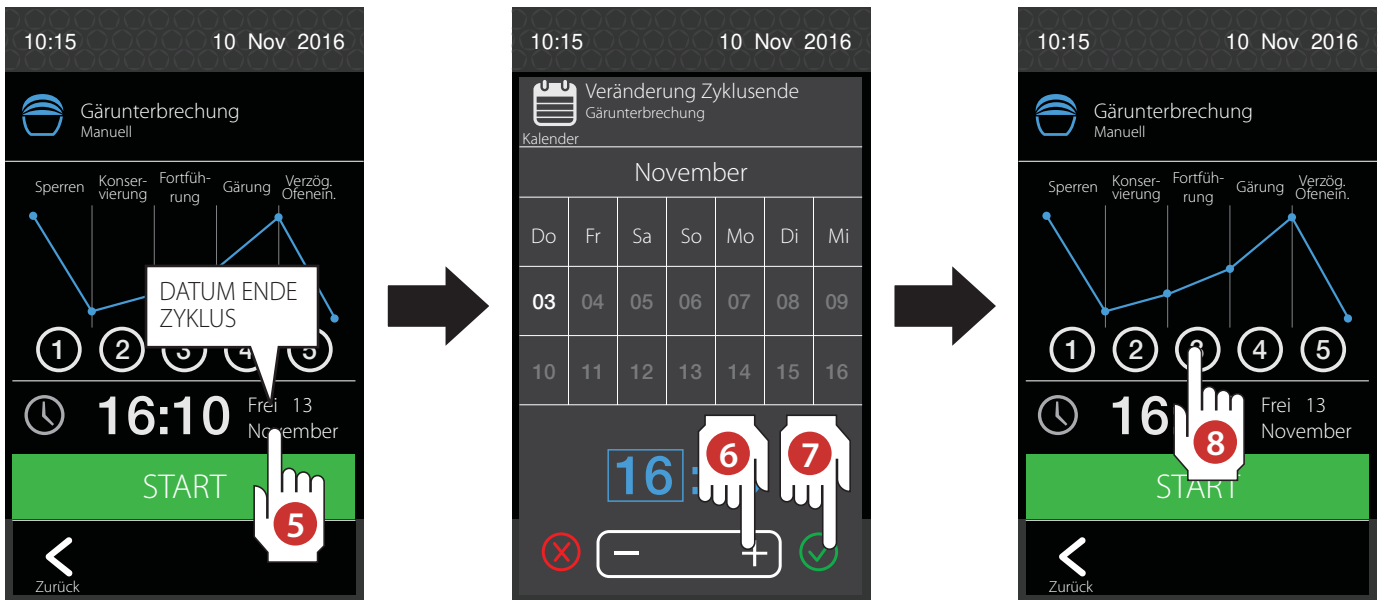 10:15 10 Nov 2016
Gärunterbrechung
Manuell
Sperren Konser- Fortfüh- Gärung Verzög.
vierung rung Ofenein.
DATUM ENDE
ZYKLUS
1 2 3 4 5
16:10 Frei 13
November
START
5
Zurück
10:15 10 Nov 2016
Veränderung Zyklusende
Gärunterbrechung
Kalender
November
Do Fr Sa So Mo Di Mi
03 04 05 06 07 08 09
10 11 12 13 14 15 16
6 7
16:
− +
10:15 10 Nov 2016
Gärunterbrechung
Manuell
Sperren Konser- Fortfüh- Gärung Verzög.
vierung rung Ofenein.
1 2 3 4 5
16 Frei 13
November
8
START
Zurück